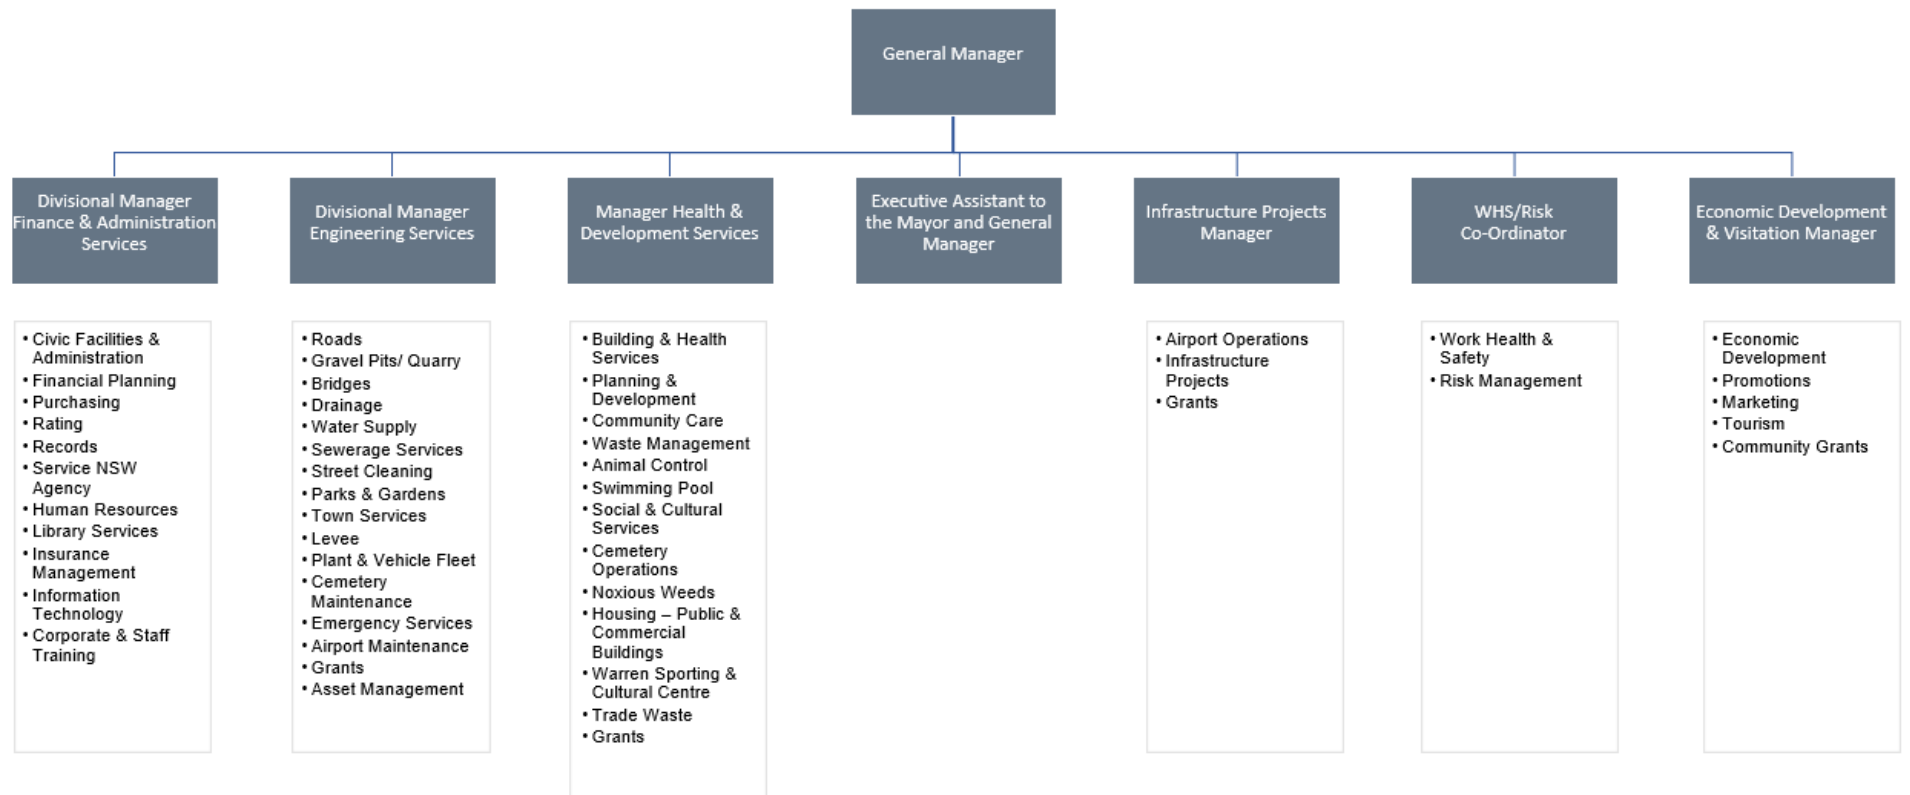 General Manager
Divisional Manager
Finance & Administration
Services
Divisional Manager
Engineering Services
Manager Health &
Development Services
Executive Assistant to
the Mayor and General
Manager
Infrastructure Projects
Manager
WHS/Risk
Co-Ordinator
Economic Development
& Visitation Manager
• Civic Facilities &
Administration
• Financial Planning
• Purchasing
• Rating
• Records
• Service NSW
Agency
• Human Resources
• Library Services
• Insurance
Management
• Information
Technology
• Corporate & Staff
Training
• Roads
• Gravel Pits/ Quarry
• Bridges
• Drainage
• Water Supply
• Sewerage Services
• Street Cleaning
• Parks & Gardens
• Town Services
• Levee
• Plant & Vehicle Fleet
• Cemetery
Maintenance
• Emergency Services
• Airport Maintenance
• Grants
• Asset Management
• Building & Health
Services
• Planning &
Development
• Community Care
• Waste Management
• Animal Control
• Swimming Pool
• Social & Cultural
Services
• Cemetery
Operations
• Noxious Weeds
• Housing – Public &
Commercial
Buildings
• Warren Sporting &
Cultural Centre
• Trade Waste
• Grants
• Airport Operations
• Infrastructure
Projects
• Grants
• Work Health &
Safety
• Risk Management
• Economic
Development
• Promotions
• Marketing
• Tourism
• Community Grants